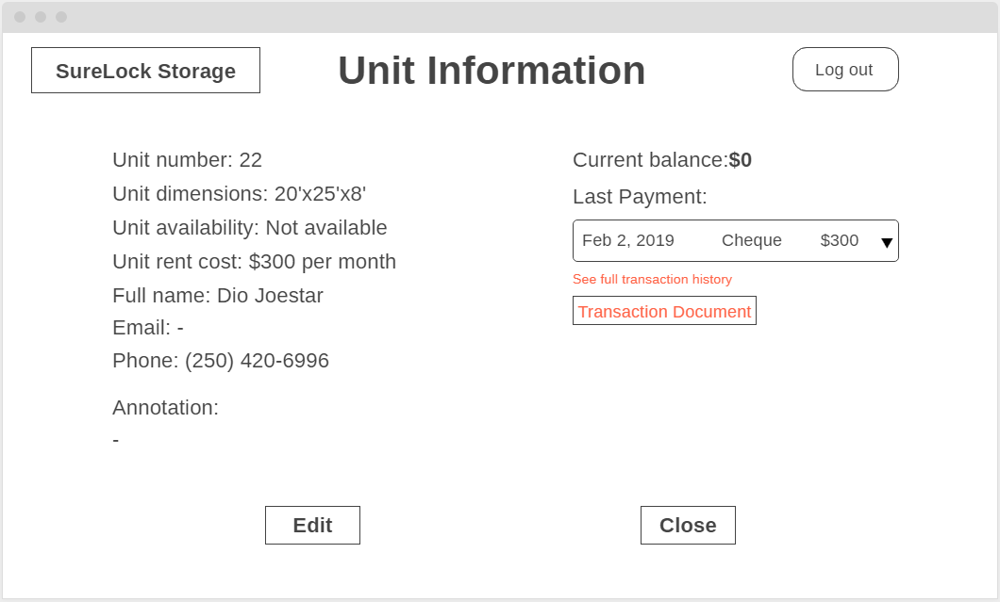 SureLock Storage
Unit Information
Log out
Unit number: 22
Unit dimensions: 20'x25'x8'
Unit availability: Not available
Unit rent cost: $300 per month
Full name: Dio Joestar
Email: -
Phone: (250) 420-6996
Annotation:
-
Current balance:$0
Last Payment:
Feb 2, 2019 Cheque $300
See full transaction history
Transaction Document
Edit
Close